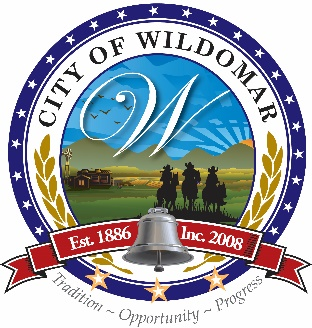 CITY OF WILDOMAR
W
Est. 1886 Inc. 2008
Tradition ~ Opportunity ~ Progress